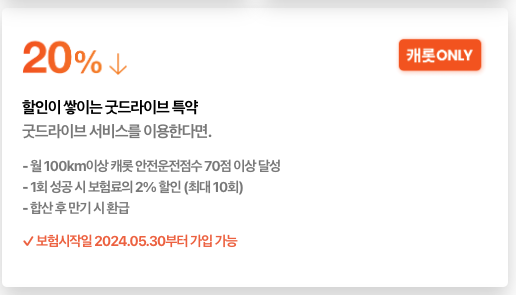 20%↓
캐롯ONLY
할인이 쌓이는 굿드라이브 특약
굿드라이브 서비스를 이용한다면.
- 월 100km이상 캐롯 안전운전점수 70점 이상 달성
- 1회 성공 시 보험료의 2% 할인 (최대 10회)
- 합산 후 만기 시 환급
✓ 보험시작일 2024.05.30부터 가입 가능